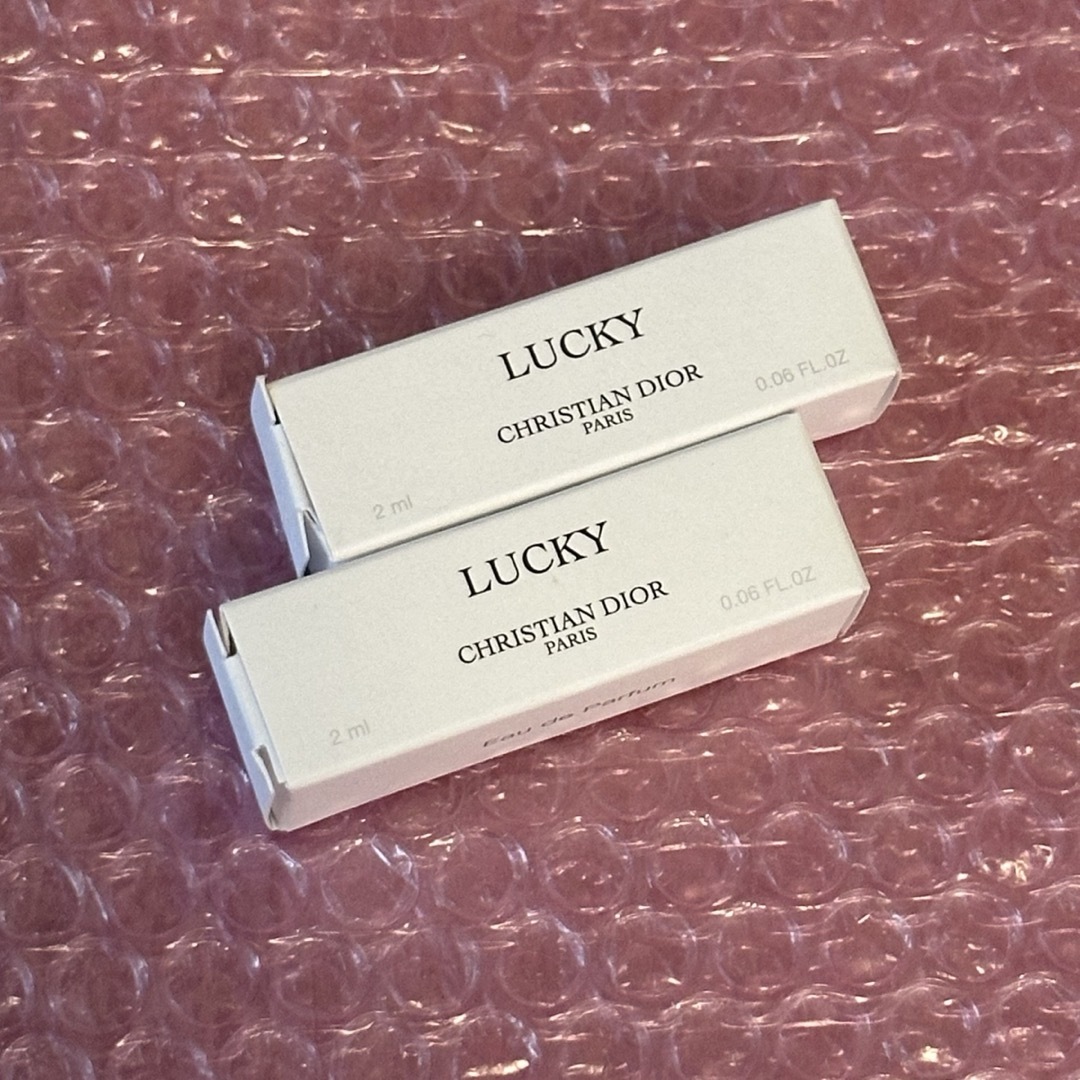 LUCKY
CHRISTIAN DIOR
PARIS
2 ml
0.06 FL.OZ
LUCKY
CHRISTIAN DIOR
PARIS
2 ml
0.06 FL.OZ
Eau de Parfum